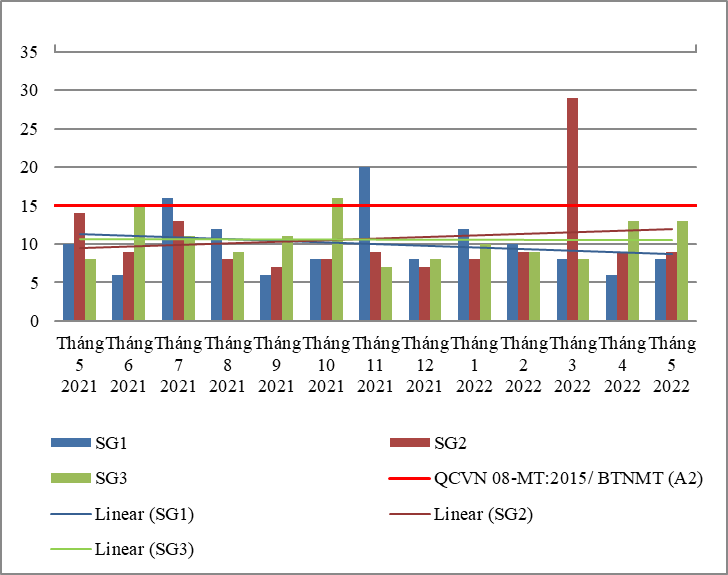 35
30
25
20
15
10
5
0
Tháng Tháng Tháng Tháng Tháng Tháng Tháng Tháng Tháng Tháng Tháng Tháng Tháng
5 6 7 8 9 10 11 12 1 2 3 4 5
2021 2021 2021 2021 2021 2021 2021 2021 2022 2022 2022 2022 2022
SG1 SG2
SG3 QCVN 08-MT:2015/ BTNMT (A2)
Linear (SG1) Linear (SG2)
Linear (SG3)